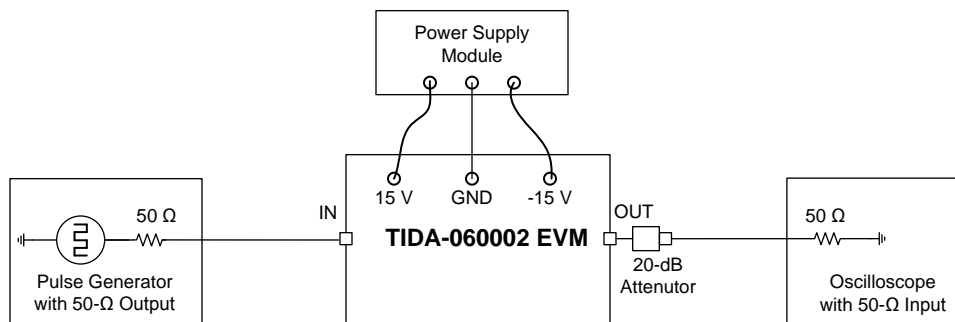 Power Supply
Module
15 V
GND
-15 V
IN
OUT
50 Ω
50 Ω
TIDA-060002 EVM
20-dB
Attenutor
Pulse Generator
with 50-Ω Output
Oscilloscope
with 50-Ω Input